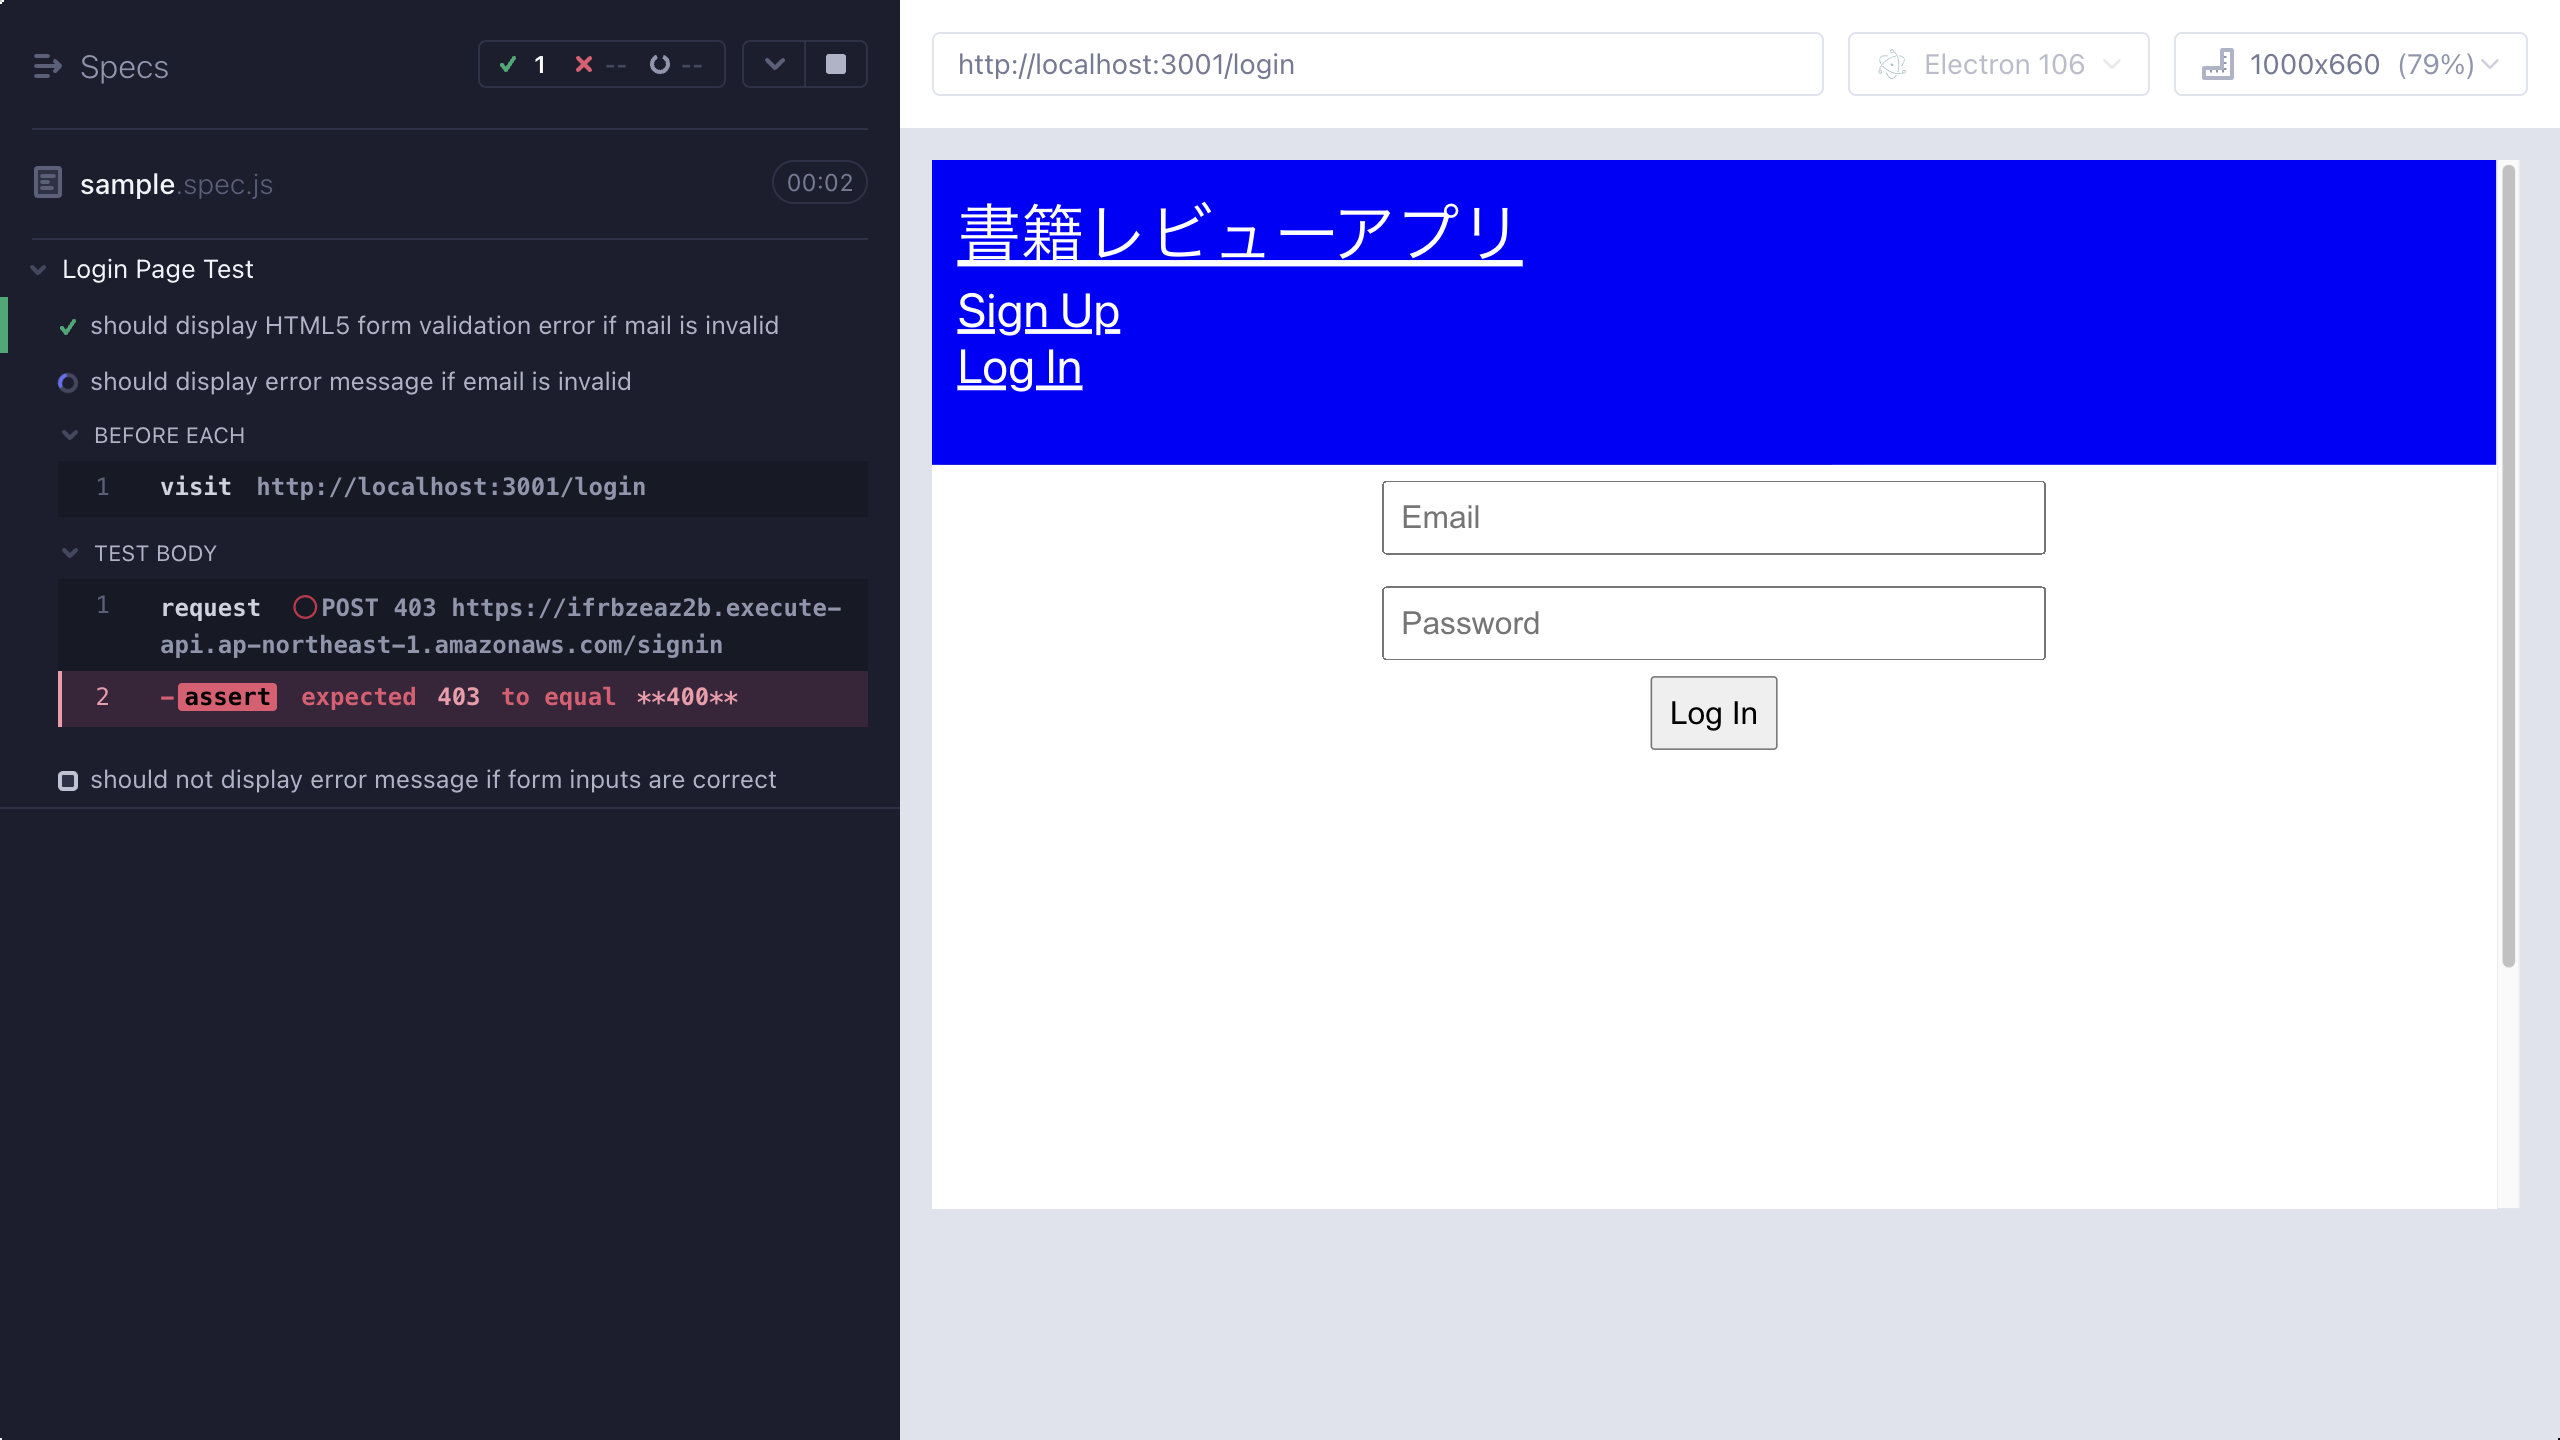 Specs
1 -- --
sample.spec.js
00:02
Login Page Test
should display HTML5 form validation error if mail is invalid
should display error message if email is invalid
BEFORE EACH
1 visit http://localhost:3001/login
TEST BODY
1 request POST 403 https://ifrbzeaz2b.execute-
api.ap-northeast-1.amazonaws.com/signin
2 -assert expected 403 to equal **400**
should not display error message if form inputs are correct
http://localhost:3001/login
Electron 106
1000x660 (79%)
書籍レビューアプリ
Sign Up
Log In
Email
Password
Log In